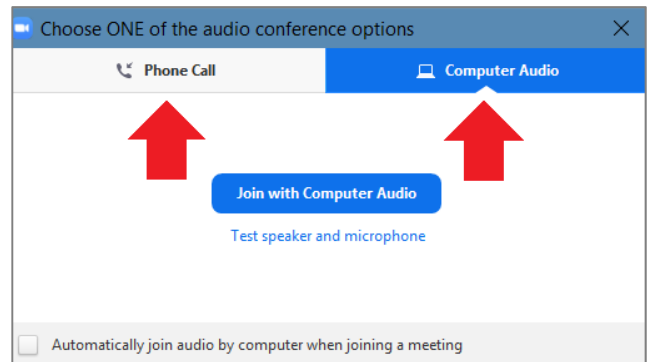 Choose ONE of the audio conference options
Phone Call
Computer Audio
Join with Computer Audio
Test speaker and microphone
Automatically join audio by computer when joining a meeting